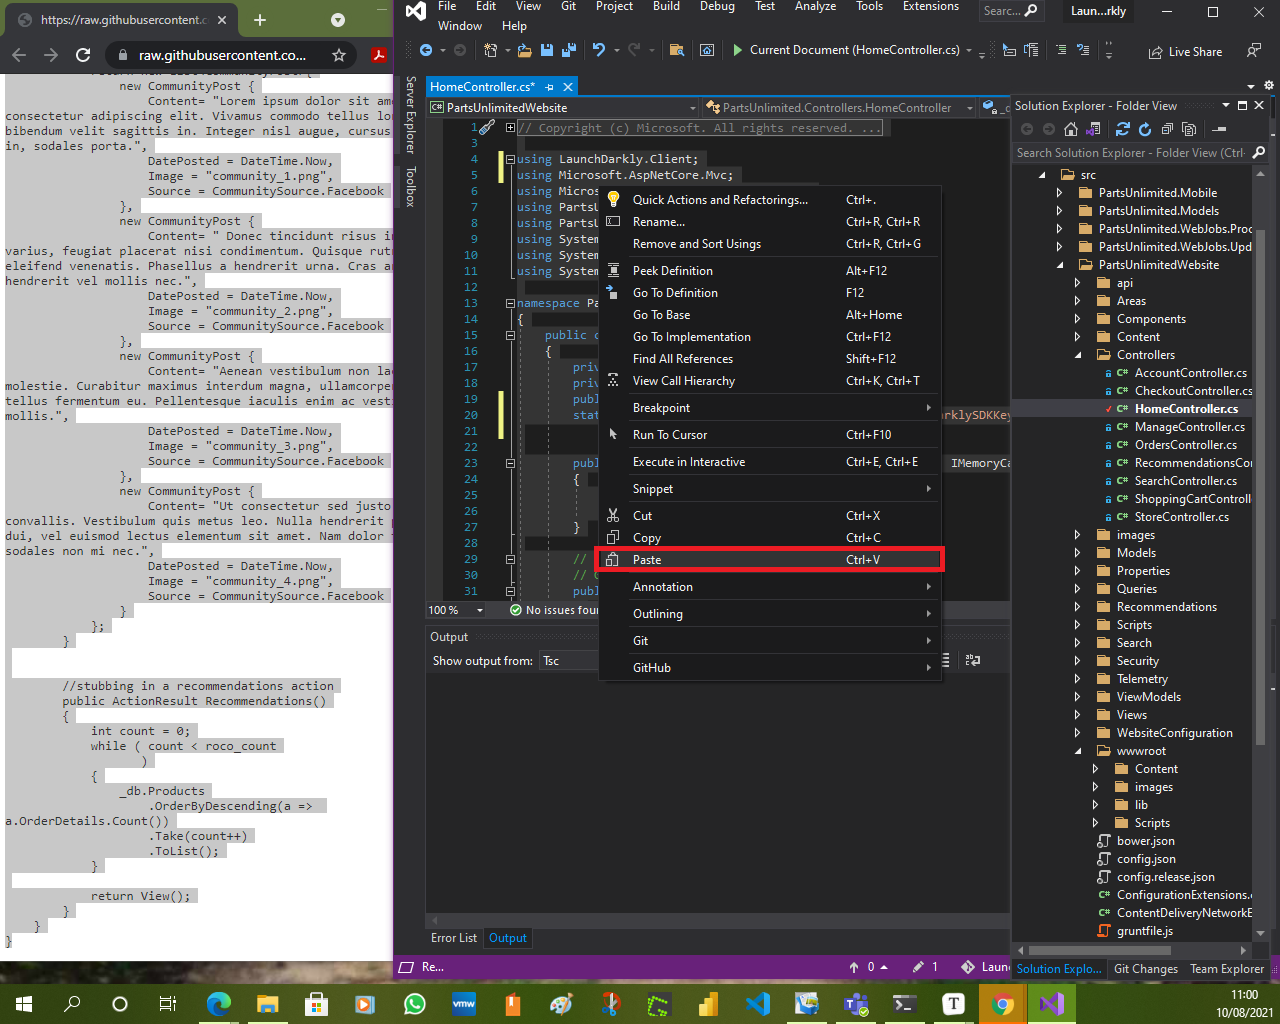 https://raw.githubusercontent.c
raw.githubusercontent.co...
new CommunityPost {
Content= "Lorem ipsum dolor sit am
consectetur adipiscing elit. Vivamus commodo tellus lo
bibendum velit sagittis in. Integer nisl augue, cursus
in, sodales porta.",
DatePosted = DateTime.Now,
Image = "community_1.png",
Source = CommunitySource.Facebook
},
new CommunityPost {
Content= " Donec tincidunt risus i
varius, feugiat placerat nisi condimentum. Quisque rut
eleifend venenatis. Phasellus a hendrerit urna. Cras a
hendrerit vel mollis nec.",
DatePosted = DateTime.Now,
Image = "community_2.png",
Source = CommunitySource.Facebook
},
new CommunityPost {
Content= "Aenean vestibulum non la
molestie. Curabitur maximus interdum magna, ullamcorpe
tellus fermentum eu. Pellentesque iaculis enim ac vest
mollis.",
DatePosted = DateTime.Now,
Image = "community_3.png",
Source = CommunitySource.Facebook
},
new CommunityPost {
Content= "Ut consectetur sed justo
convallis. Vestibulum quis metus leo. Nulla hendrerit
dui, vel euismod lectus elementum sit amet. Nam dolor
sodales non mi nec.",
DatePosted = DateTime.Now,
Image = "community_4.png",
Source = CommunitySource.Facebook
}
};
}
//stubbing in a recommendations action
public ActionResult Recommendations()
{
int count = 0;
while ( count < roco_count
)
{
_db.Products
.OrderByDescending(a =>
a.OrderDetails.Count())
.Take(count++)
.ToList();
}
return View();
}
}
}
File Edit View Git Project Build Debug Test Analyze Tools Extensions Searc... Laun...rkly
Window Help
Current Document (HomeController.cs) Live Share
Server Explorer
Toolbox
HomeController.cs*
PartsUnlimitedWebsite PartsUnlimited.Controllers.HomeController
1 // Copyright (c) Microsoft. All rights reserved. ...
3
4 using LaunchDarkly.Client;
5 using Microsoft.AspNetCore.Mvc;
6 using Micros
7 using PartsU
8 using PartsU
9 using System
10 using System
11 using System
12
13 namespace Pa
14 {
15 public c
16 {
17 priv
18 priv
19 publ
20 stat arklySDKKey
21
22
23 publ IMemoryCa
24 {
25
26
27 }
28
29 //
30 // G
31 publ
Quick Actions and Refactorings... Ctrl+.
Rename... Ctrl+R, Ctrl+R
Remove and Sort Usings Ctrl+R, Ctrl+G
Peek Definition Alt+F12
Go To Definition F12
Go To Base Alt+Home
Go To Implementation Ctrl+F12
Find All References Shift+F12
View Call Hierarchy Ctrl+K, Ctrl+T
Breakpoint
Run To Cursor Ctrl+F10
Execute in Interactive Ctrl+E, Ctrl+E
Snippet
Cut Ctrl+X
Copy Ctrl+C
Paste Ctrl+V
Annotation
Outlining
Git
GitHub
100 % No issues foun
Output
Show output from: Tsc
Error List Output
Re... 0 1 Laun
Solution Explorer - Folder View
Search Solution Explorer - Folder View (Ctrl+
src
PartsUnlimited.Mobile
PartsUnlimited.Models
PartsUnlimited.WebJobs.Proc
PartsUnlimited.WebJobs.Upd
PartsUnlimitedWebsite
api
Areas
Components
Content
Controllers
C# AccountController.cs
C# CheckoutController.cs
C# HomeController.cs
C# ManageController.cs
C# OrdersController.cs
C# RecommendationsCo
C# SearchController.cs
C# ShoppingCartControll
C# StoreController.cs
images
Models
Properties
Queries
Recommendations
Scripts
Search
Security
Telemetry
ViewModels
Views
WebsiteConfiguration
wwwroot
Content
images
lib
Scripts
bower.json
config.json
config.release.json
C# ConfigurationExtensions.
C# ContentDeliveryNetworkE
gruntfile.js
Solution Explo... Git Changes Team Explorer
vmw
T
11:00
10/08/2021